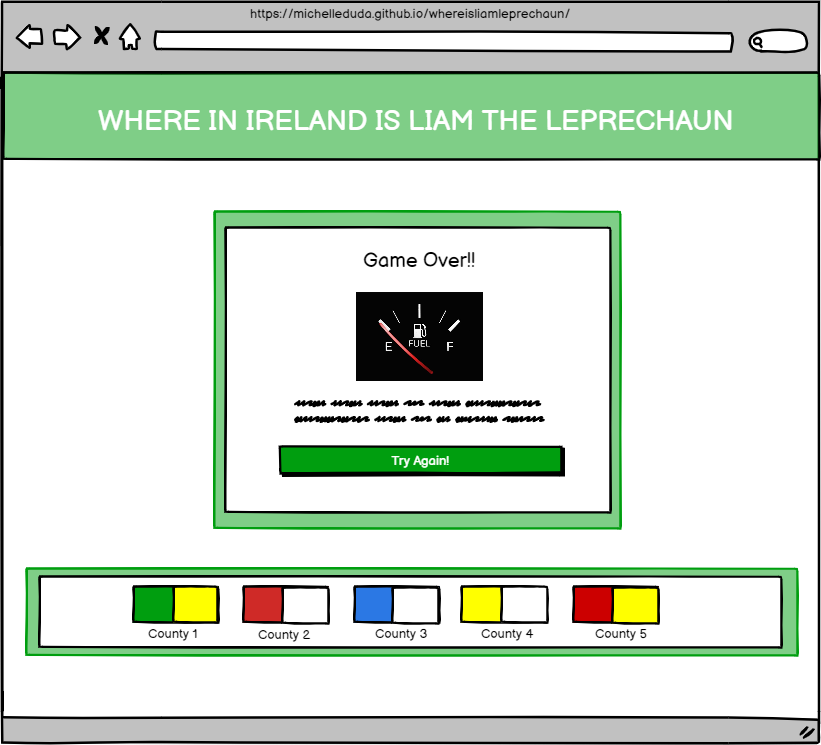 https://michelleduda.github.io/whereisliamleprechaun/
WHERE IN IRELAND IS LIAM THE LEPRECHAUN
Game Over!!
E FUEL F
Try Again!
County 1 County 2 County 3 County 4 County 5